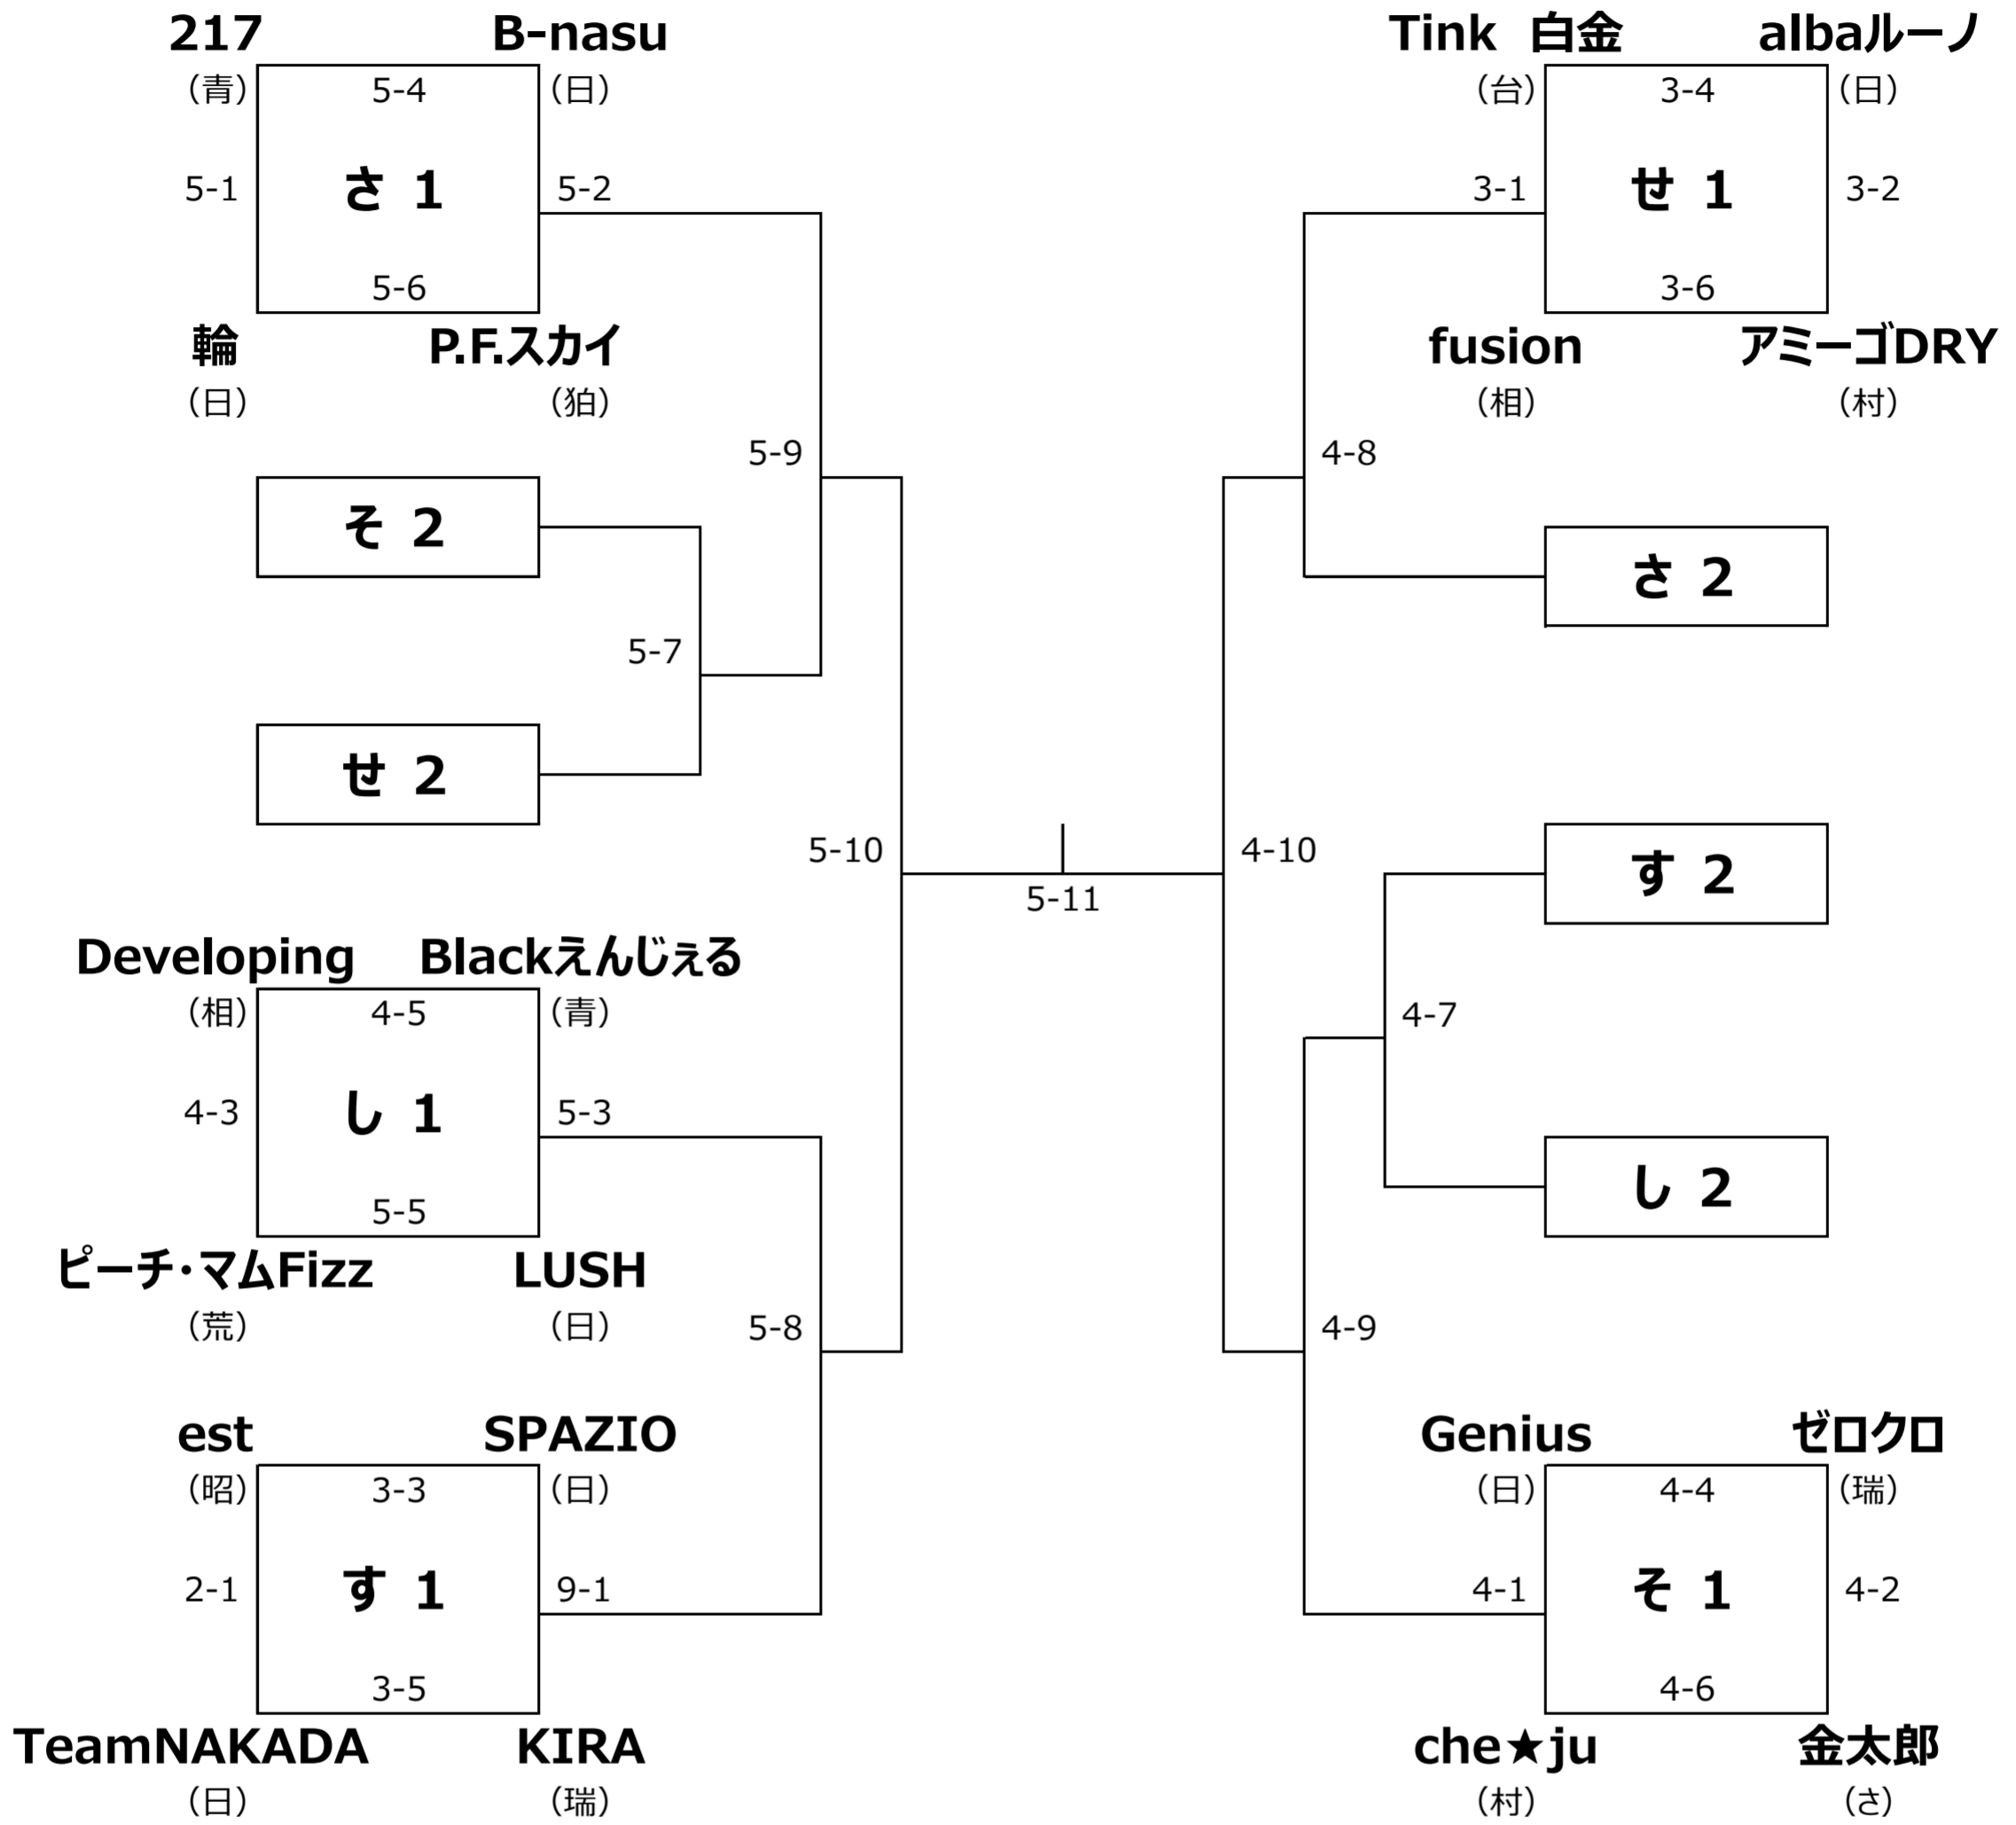 217 B-nasu Tink 白金 albaルーノ
（青） 5-4 （日） （台） 3-4 （日）
5-1 さ 1 5-2 3-1 せ 1 3-2
5-6 3-6
輪 P.F.スカイ fusion アミーゴDRY
（日） （狛） （相） （村）
5-9 4-8
そ 2 さ 2
5-7
せ 2
5-10 4-10 す 2
5-11
Developing Blackえんじぇる
（相） 4-5 （青） 4-7
4-3 し 1 5-3
し 2
5-5
ピーチ・マムFizz LUSH
（荒） （日） 5-8 4-9
est SPAZIO Genius ゼロクロ
（昭） 3-3 （日） （日） 4-4 （瑞）
2-1 す 1 9-1 4-1 そ 1 4-2
3-5 4-6
TeamNAKADA KIRA che★ju 金太郎
（日） （瑞） （村） （さ）